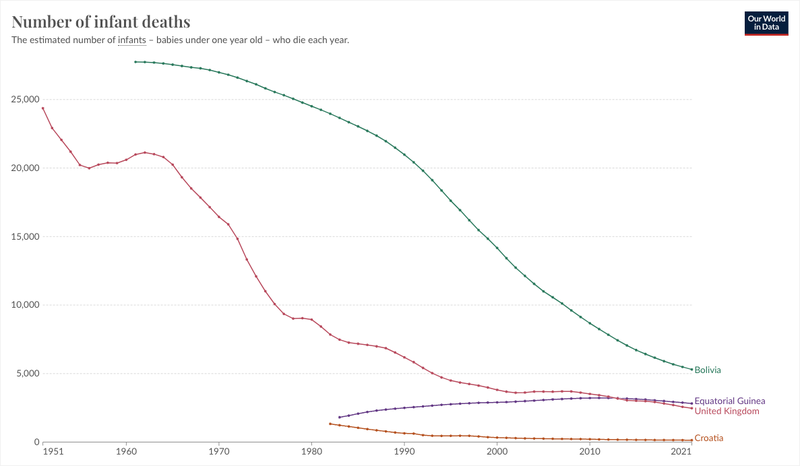 Number of infant deaths
Our World
in Data
The estimated number of infants – babies under one year old – who die each year.
25,000
20,000
15,000
10,000
5,000
0
Bolivia
Equatorial Guinea
United Kingdom
Croatia
1951
1960
1970
1980
1990
2000
2010
2021